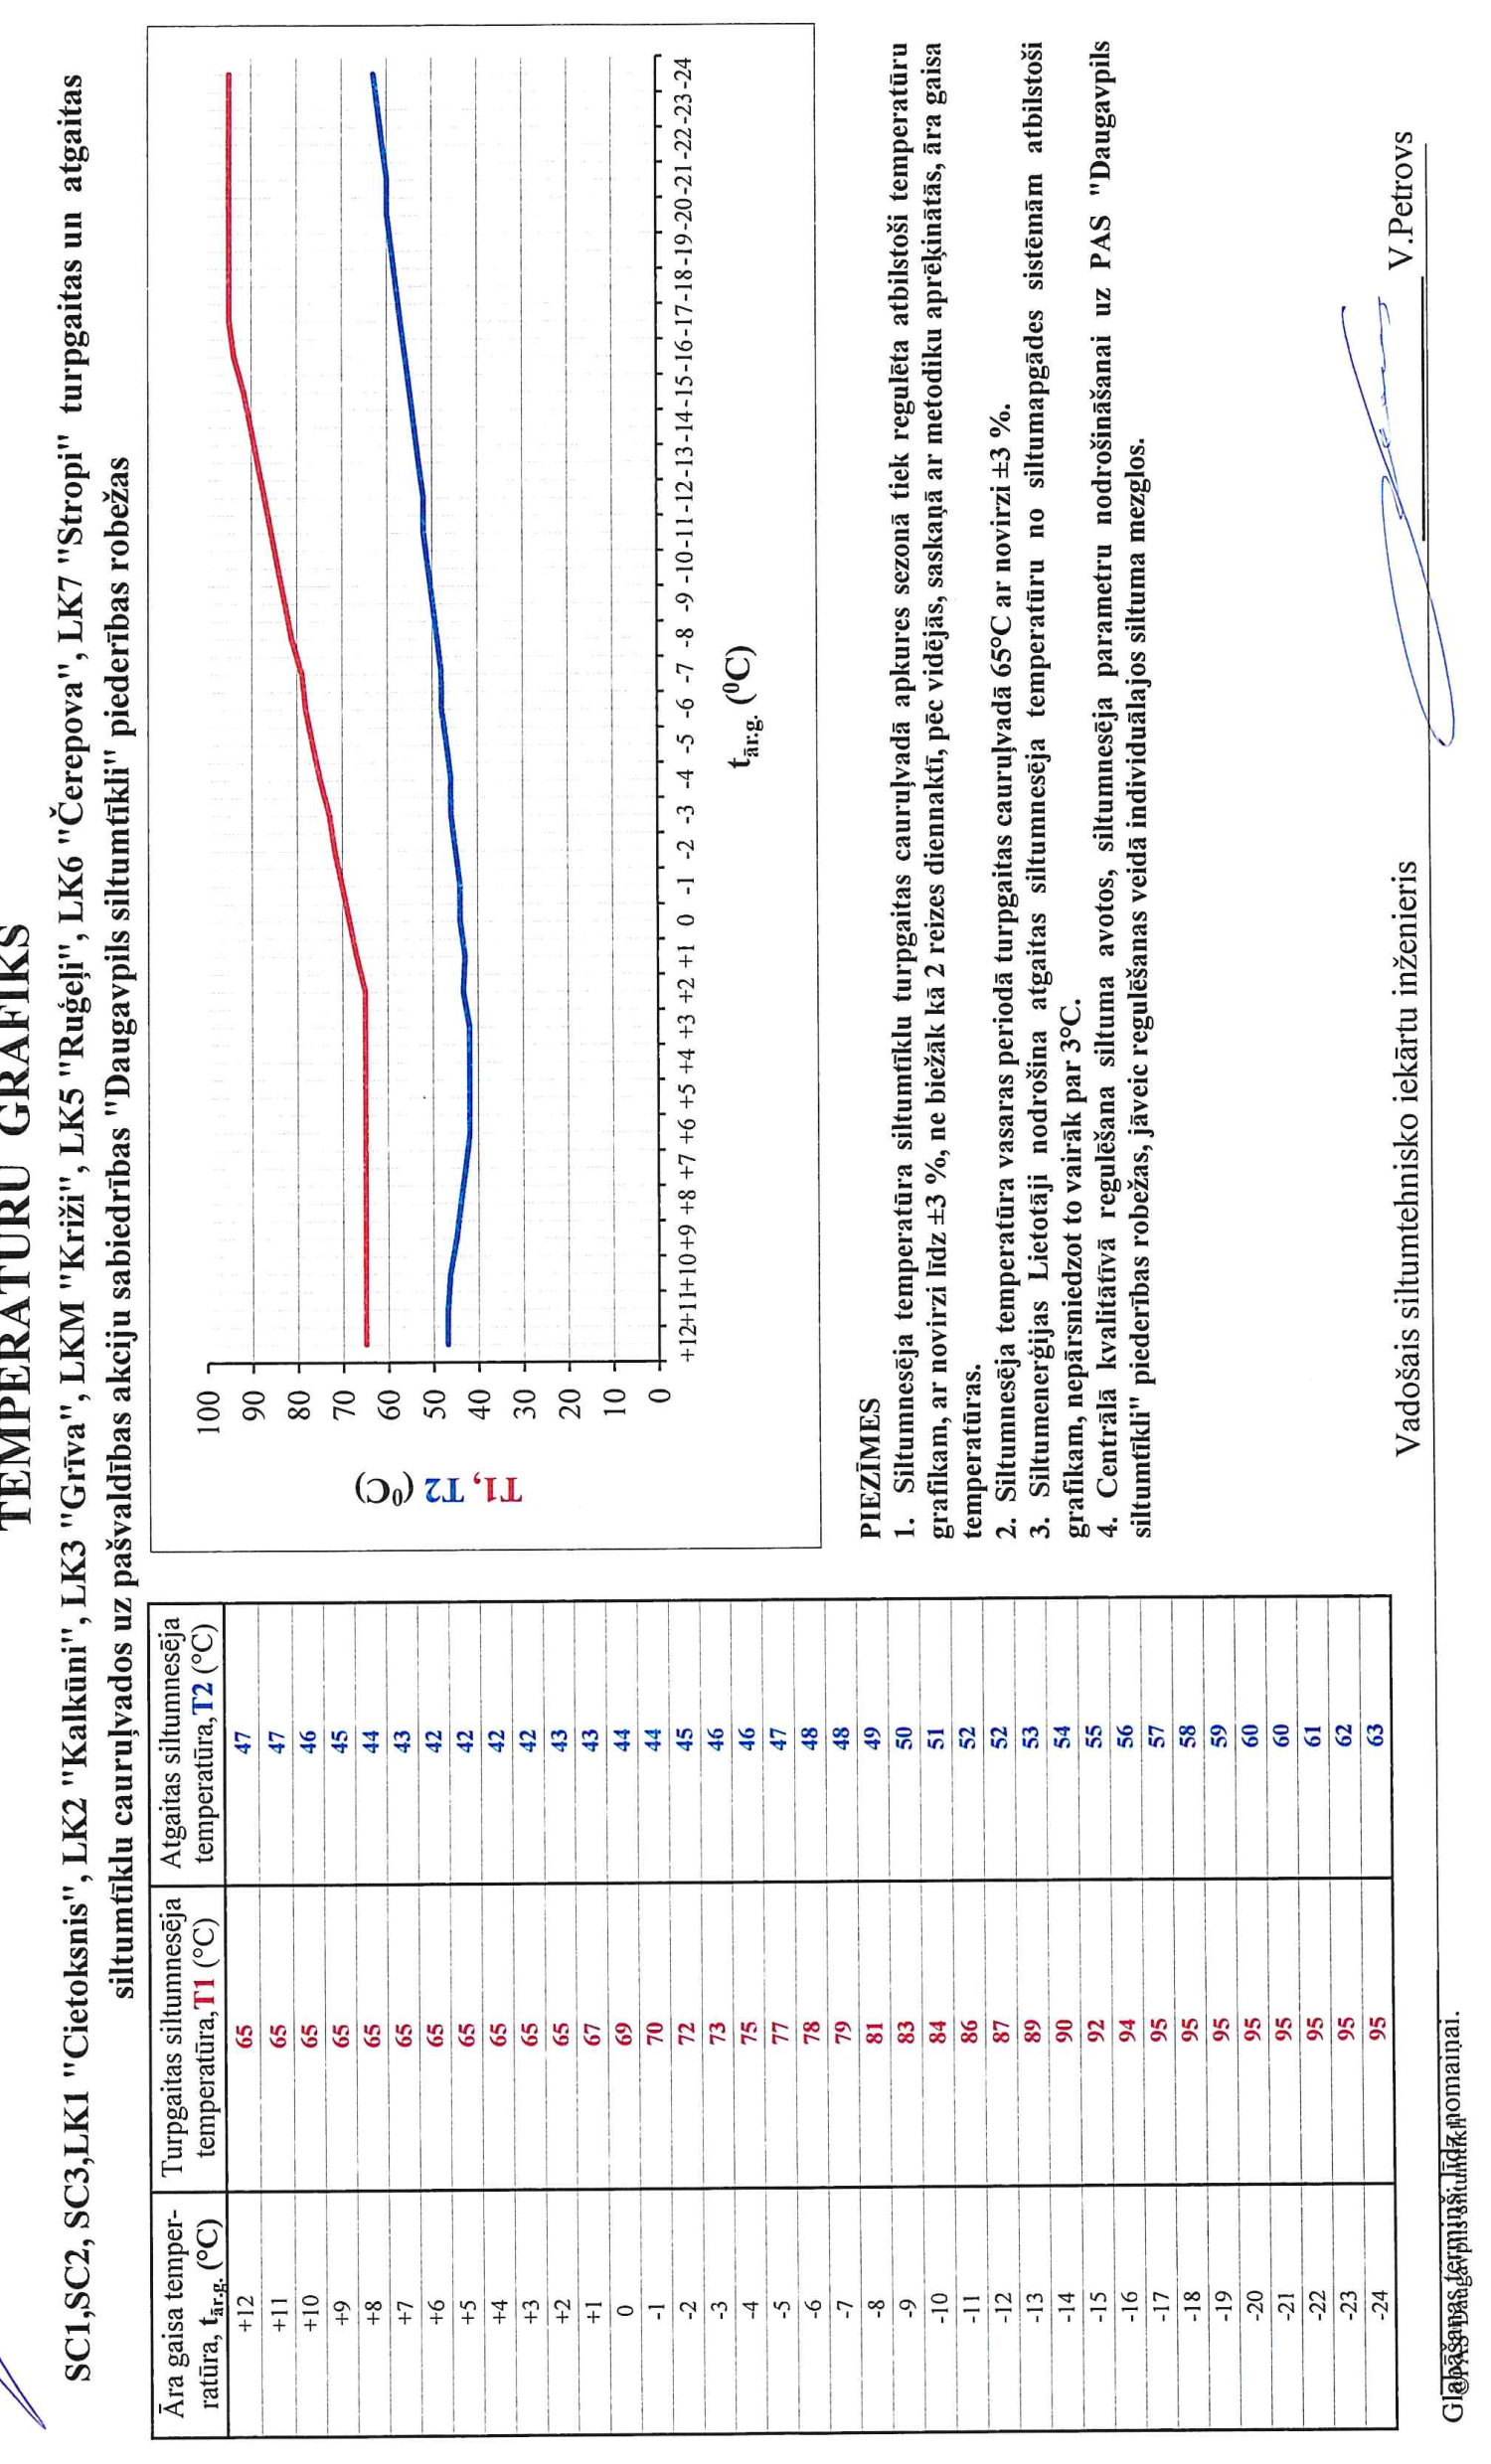 TEMPERATŪRU GRAFIKS
SC1,SC2, SC3,LK1 "Cietoksnis", LK2 "Kalkūni", LK3 "Grīva", LKM "Križi", LK5 "Ruģeļi", LK6 "Čerepova", LK7 "Stropi" turpgaitas un atgaitas
siltumtīklu cauruļvados uz pašvaldības akciju sabiedrības "Daugavpils siltumtīkli" piederības robežas
Āra gaisa temper- Turpgaitas siltumnesēja Atgaitas siltumnesēja
ratūra, tār.g. (°C) temperatūra,T1 (°C) temperatūra,T2 (°C)
+12 65 47
+11 65 47
+10 65 46
+9 65 45
+8 65 44
+7 65 43
+6 65 42
+5 65 42
+4 65 42
+3 65 42
+2 65 43
+1 67 43
0 69 44
-1 70 44
-2 72 45
-3 73 46
-4 75 46
-5 77 47
-6 78 48
-7 79 48
-8 81 49
-9 83 50
-10 84 51
-11 86 52
-12 87 52
-13 89 53
-14 90 54
-15 92 55
-16 94 56
-17 95 57
-18 95 58
-19 95 59
-20 95 60
-21 95 60
-22 95 61
-23 95 62
-24 95 63
T1, T2 (⁰C)
100
90
80
70
60
50
40
30
20
10
0
+12+11+10+9 +8 +7 +6 +5 +4 +3 +2 +1 0 -1 -2 -3 -4 -5 -6 -7 -8 -9 -10-11-12-13-14-15-16-17-18-19-20-21-22-23-24
tār.g. (⁰C)
PIEZĪMES
1. Siltumnesēja temperatūra siltumtīklu turpgaitas cauruļvadā apkures sezonā tiek regulēta atbilstoši temperatūru
grafikam, ar novirzi līdz ±3 %, ne biežāk kā 2 reizes diennaktī, pēc vidējās, saskaņā ar metodiku aprēķinātās, āra gaisa
temperatūras.
2. Siltumnesēja temperatūra vasaras periodā turpgaitas cauruļvadā 65°C ar novirzi ±3 %.
3. Siltumenerģijas Lietotāji nodrošina atgaitas siltumnesēja temperatūru no siltumapgādes sistēmām atbilstoši
grafikam, nepārsniedzot to vairāk par 3°C.
4. Centrālā kvalitātīvā regulēšana siltuma avotos, siltumnesēja parametru nodrošināšanai uz PAS "Daugavpils
siltumtīkli" piederības robežas, jāveic regulēšanas veidā individuālajos siltuma mezglos.
Vadošais siltumtehnisko iekārtu inženieris V.Petrovs
Glabāšanas termiņš: līdz nomaiņai.
©PAS Daugavpils siltumtīkli